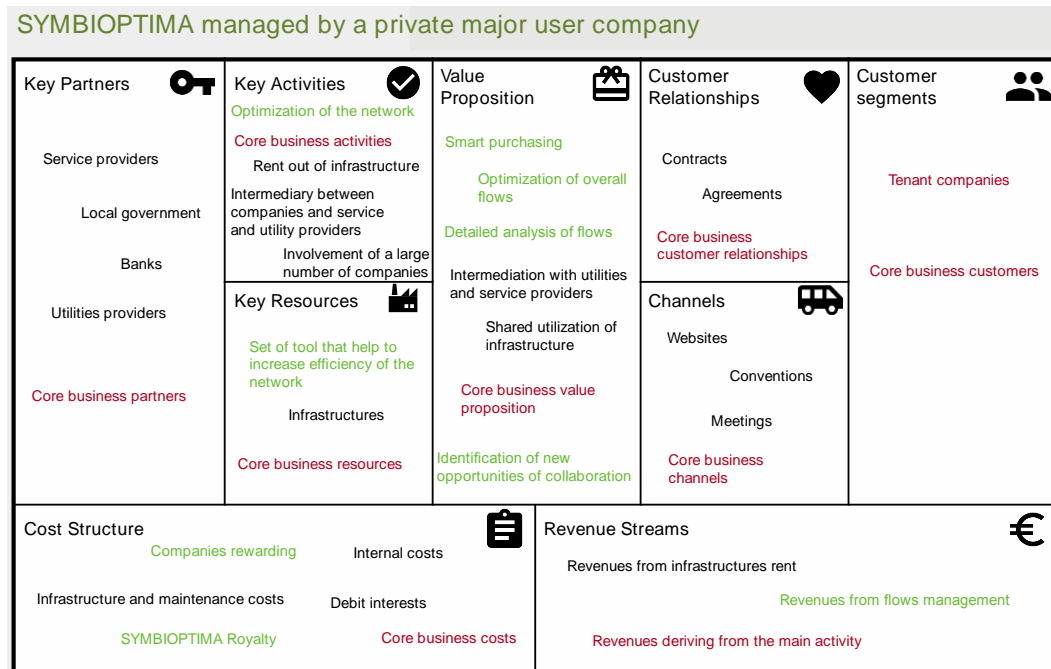 SYMBIOPTIMA managed by a private major user company
Key Partners
Service providers
Local government
Banks
Utilities providers
Core business partners
Key Activities
Optimization of the network
Core business activities
Rent out of infrastructure
Intermediary between
companies and service
and utility providers
Involvement of a large
number of companies
Key Resources
Set of tool that help to
increase efficiency of the
network
Infrastructures
Core business resources
Value
Proposition
Smart purchasing
Optimization of overall
flows
Detailed analysis of flows
Intermediation with utilities
and service providers
Shared utilization of
infrastructure
Core business value
proposition
Identification of new
opportunities of collaboration
Customer
Relationships
Contracts
Agreements
Core business
customer relationships
Channels
Websites
Conventions
Meetings
Core business
channels
Customer
segments
Tenant companies
Core business customers
Cost Structure
Companies rewarding
Internal costs
Infrastructure and maintenance costs
Debit interests
SYMBIOPTIMA Royalty
Core business costs
Revenue Streams
€
Revenues from infrastructures rent
Revenues from flows management
Revenues deriving from the main activity